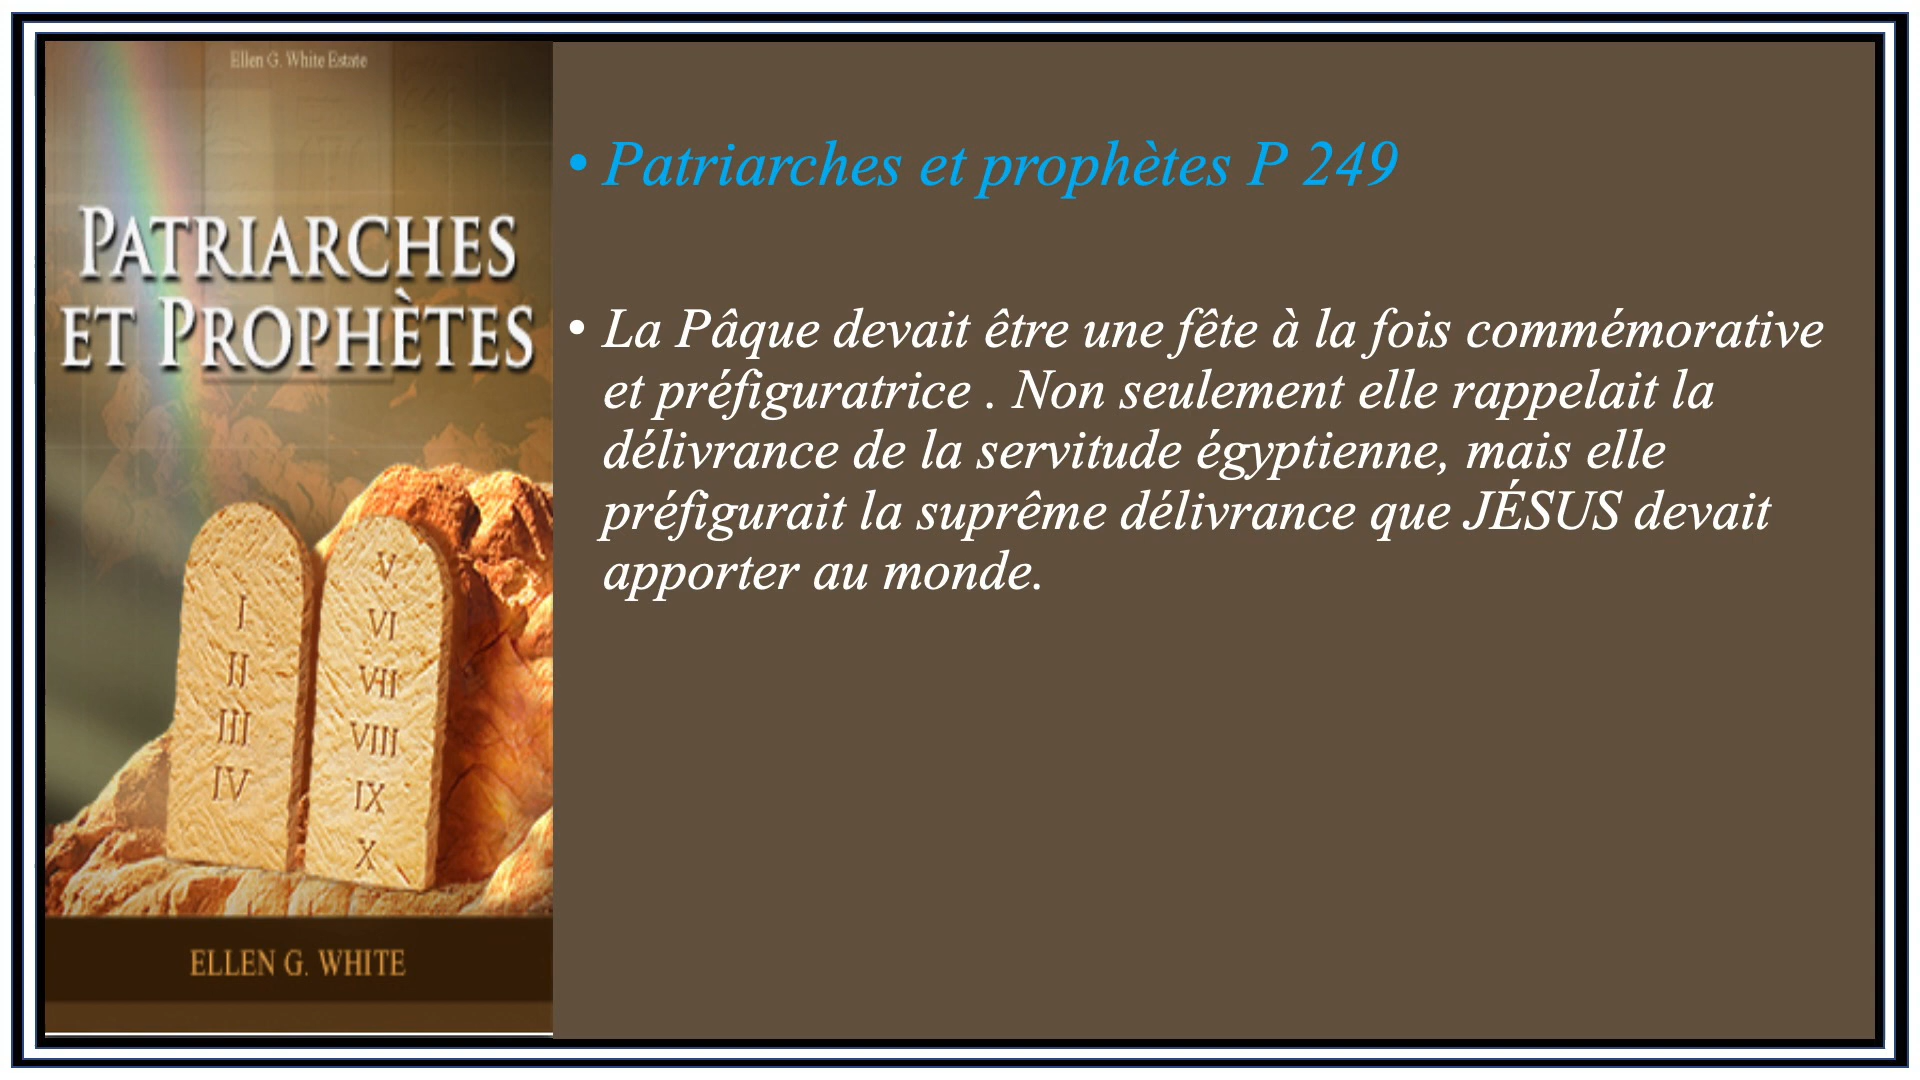 Ellen G. White Estate
PATRIARCHES
ET PROPHÈTES
I
II
III
IV
V
VI
VII
VIII
IX
X
ELLEN G. WHITE
• Patriarches et prophètes P 249
• La Pâque devait être une fête à la fois commémorative
et préfiguratrice . Non seulement elle rappelait la
délivrance de la servitude égyptienne, mais elle
préfigurait la suprême délivrance que JÉSUS devait
apporter au monde.